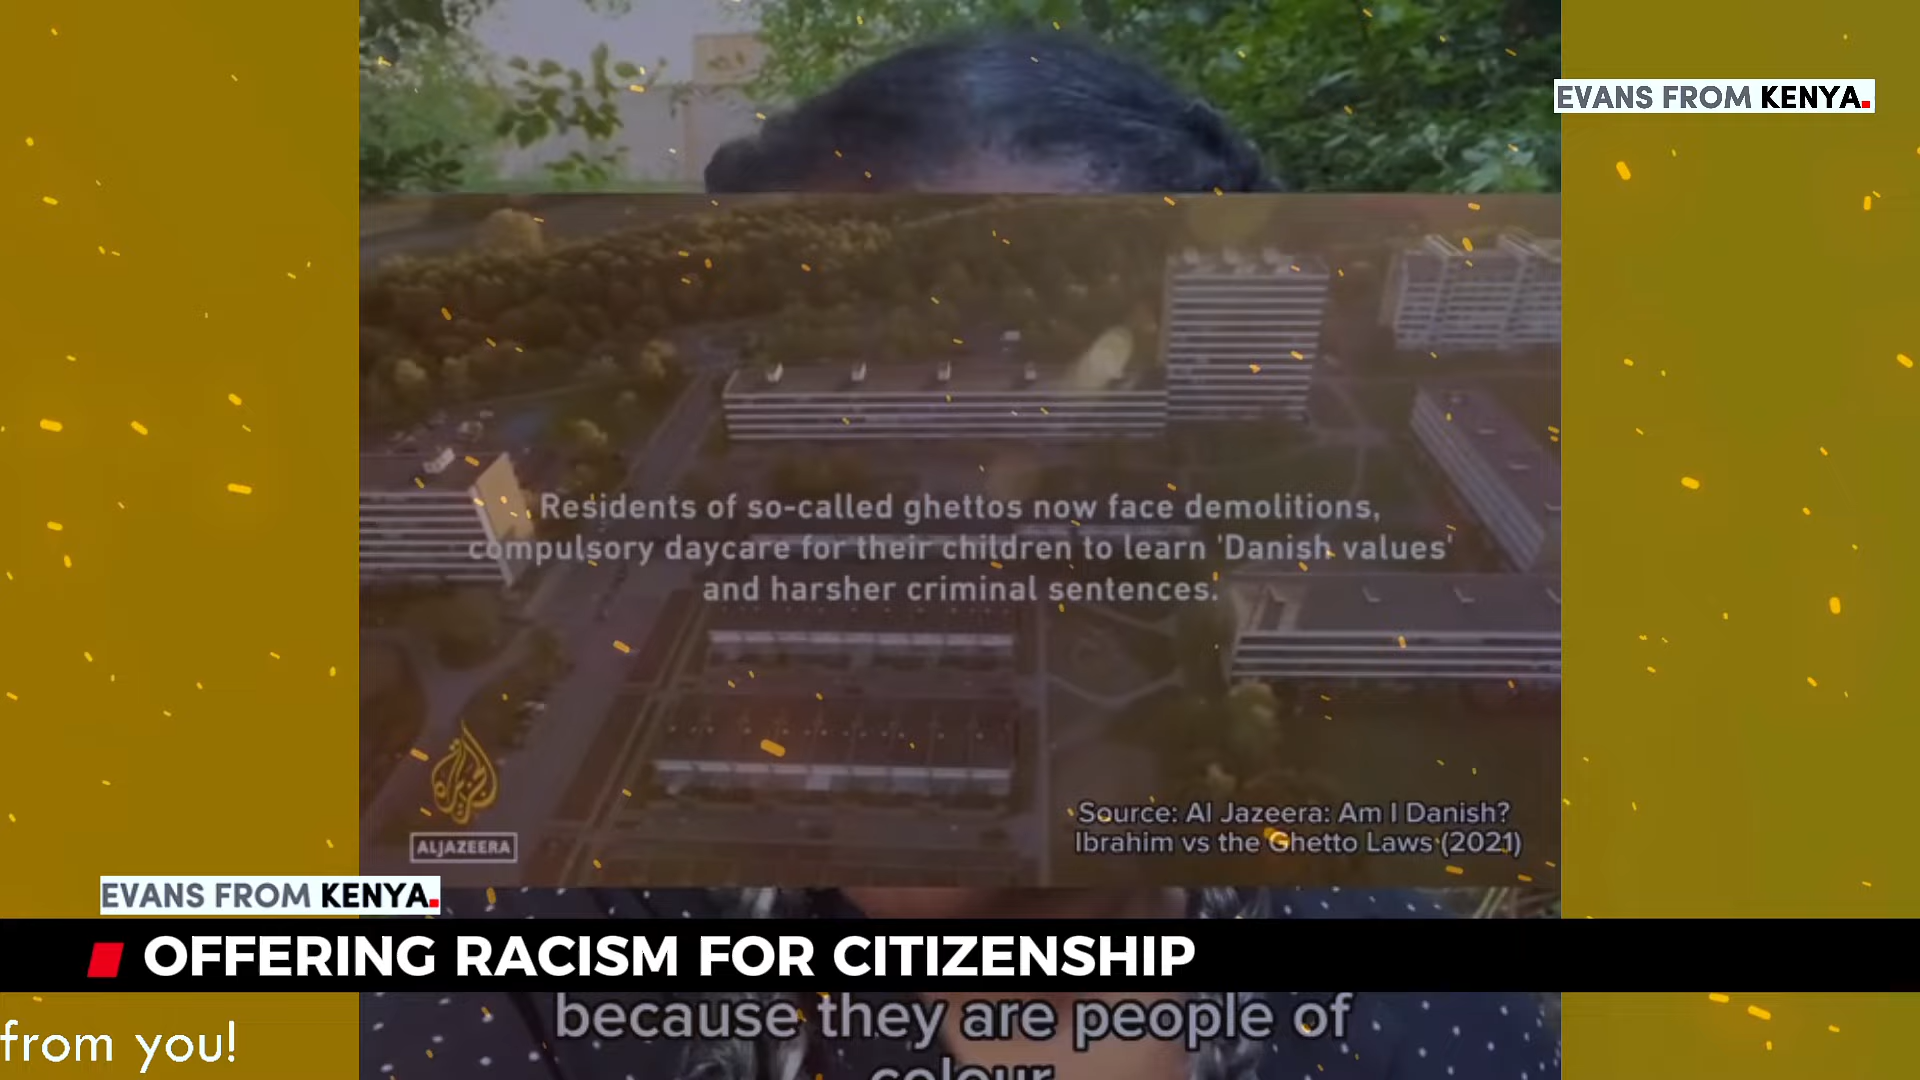 EVANS FROM KENYA.
Residents of so-called ghettos now face demolitions,
compulsory daycare for their children to learn 'Danish values'
and harsher criminal sentences.
ALJAZEERA
Source: Al Jazeera: Am I Danish?
Ibrahim vs the Ghetto Laws (2021)
EVANS FROM KENYA.
OFFERING RACISM FOR CITIZENSHIP
because they are people of
colour
from you!